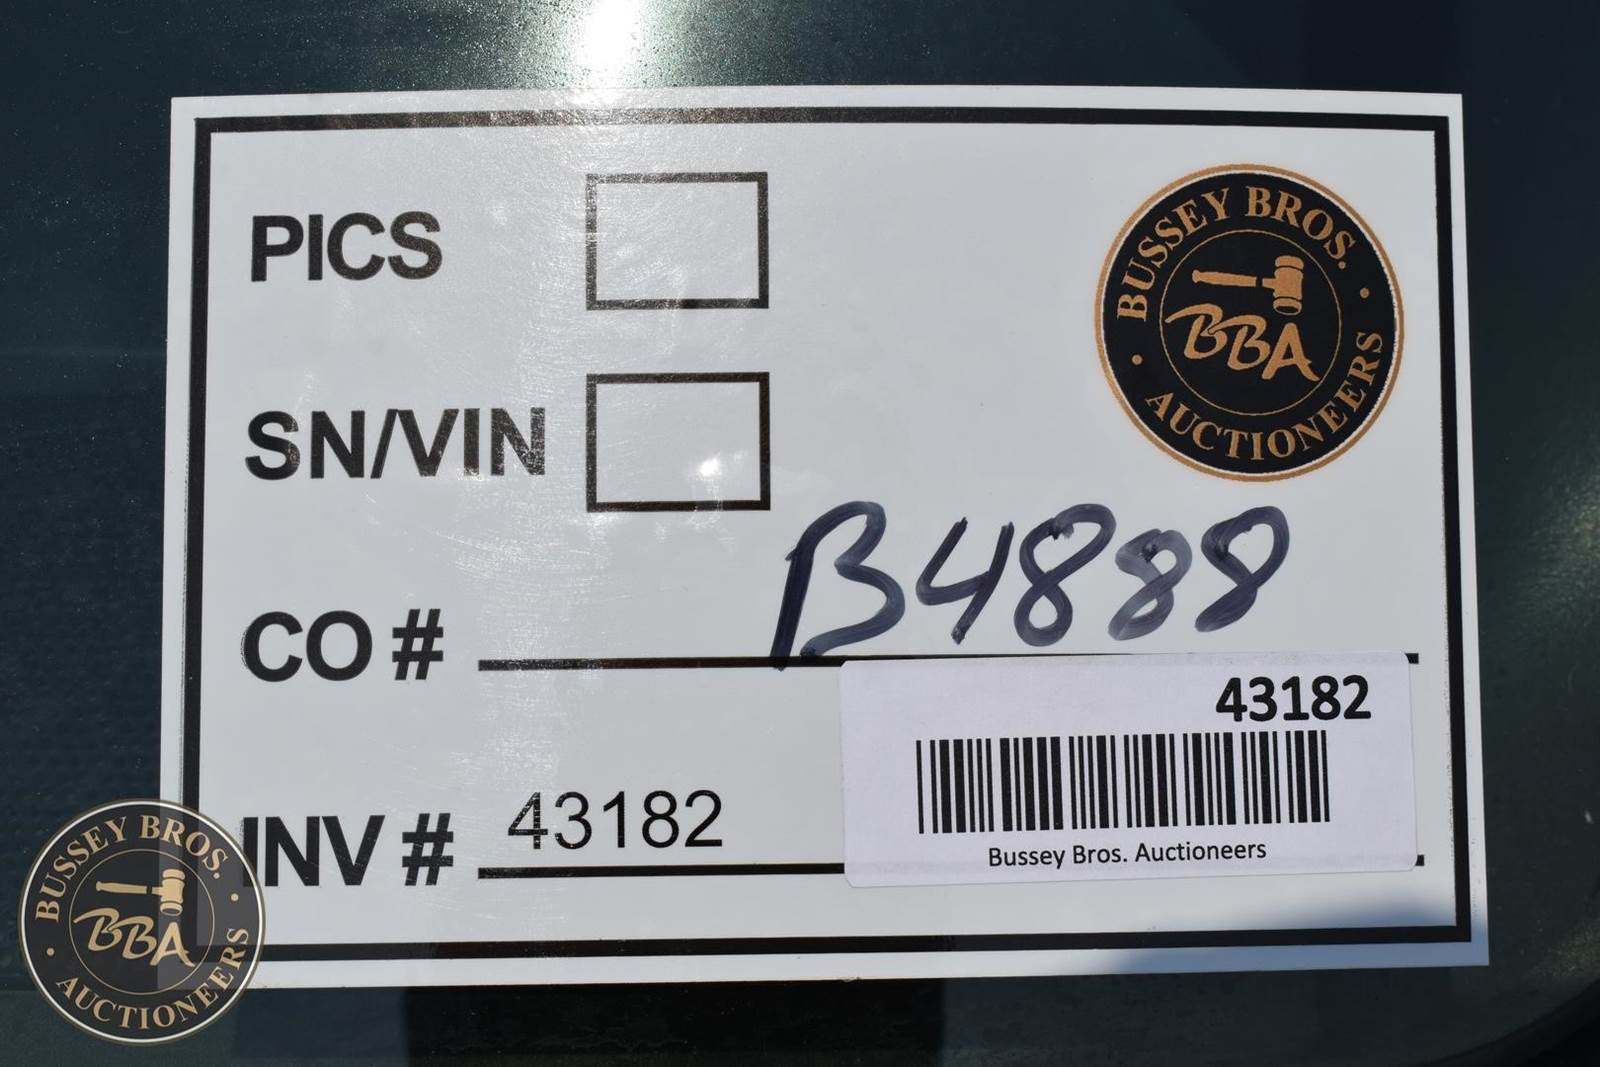 PICS
BUSSEY BROS.
BBA
AUCTIONEERS
SN/VIN
CO # B4888
43182
INV # 43182
Bussey Bros. Auctioneers
BUSSEY BROS.
BBA
AUCTIONEERS